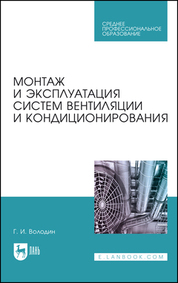 СРЕДНЕЕ
ПРОФЕССИОНАЛЬНОЕ
ОБРАЗОВАНИЕ
МОНТАЖ
И ЭКСПЛУАТАЦИЯ
СИСТЕМ ВЕНТИЛЯЦИИ
И КОНДИЦИОНИРОВАНИЯ
Г. И. Володин
ЛАНЬ
E.LANBOOK.COM